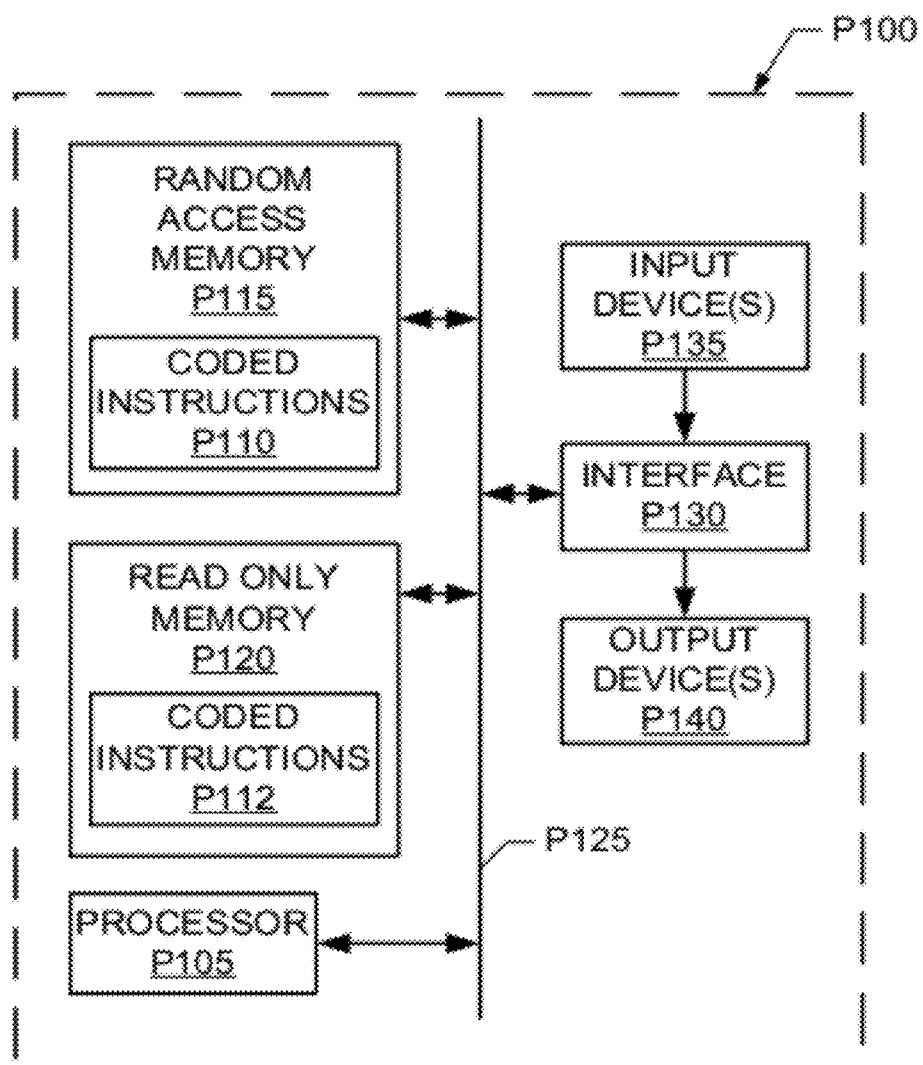 P100
RANDOM
ACCESS
MEMORY
P115
CODED
INSTRUCTIONS
P110
READ ONLY
MEMORY
P120
CODED
INSTRUCTIONS
P112
PROCESSOR
P105
INPUT
DEVICE(S)
P135
INTERFACE
P130
OUTPUT
DEVICE(S)
P140
P125